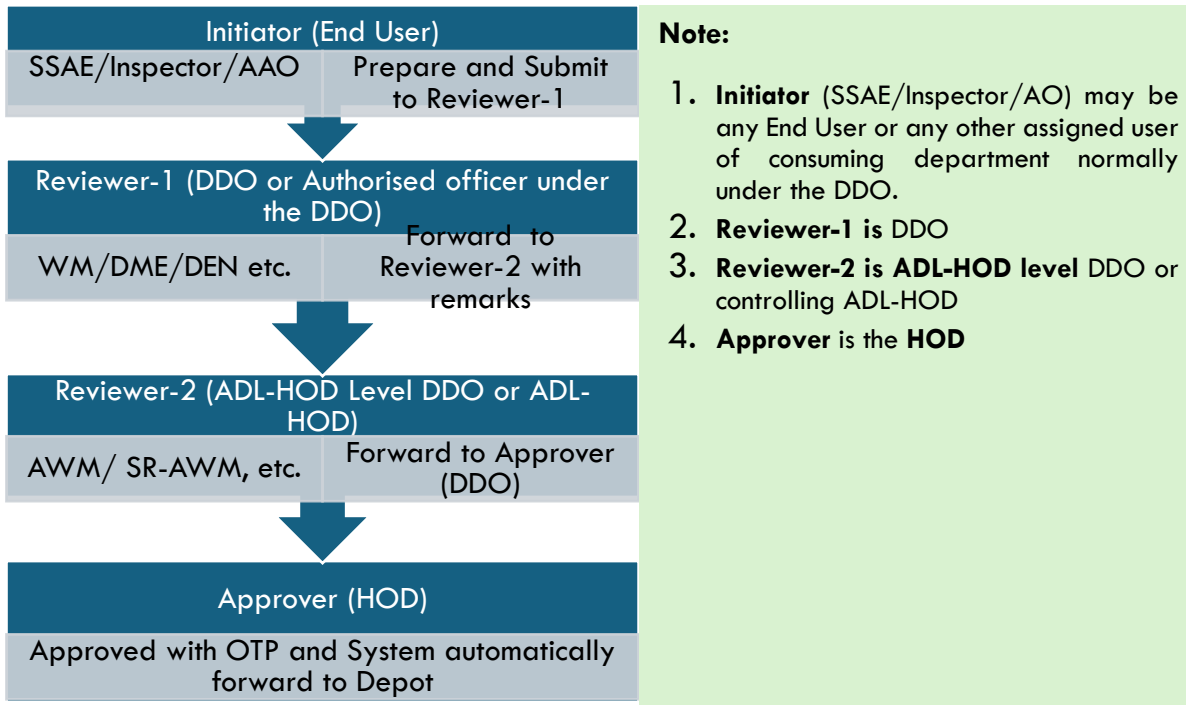 Initiator (End User)
SSAE/Inspector/AAO
Prepare and Submit
to Reviewer-1
Reviewer-1 (DDO or Authorised officer under
the DDO)
WM/DME/DEN etc.
Forward to
Reviewer-2 with
remarks
Reviewer-2 (ADL-HOD Level DDO or ADL-
HOD)
AWM/ SR-AWM, etc.
Forward to Approver
(DDO)
Approver (HOD)
Approved with OTP and System automatically
forward to Depot
Note:
1. Initiator (SSAE/Inspector/AO) may be
any End User or any other assigned user
of consuming department normally
under the DDO.
2. Reviewer-1 is DDO
3. Reviewer-2 is ADL-HOD level DDO or
controlling ADL-HOD
4. Approver is the HOD